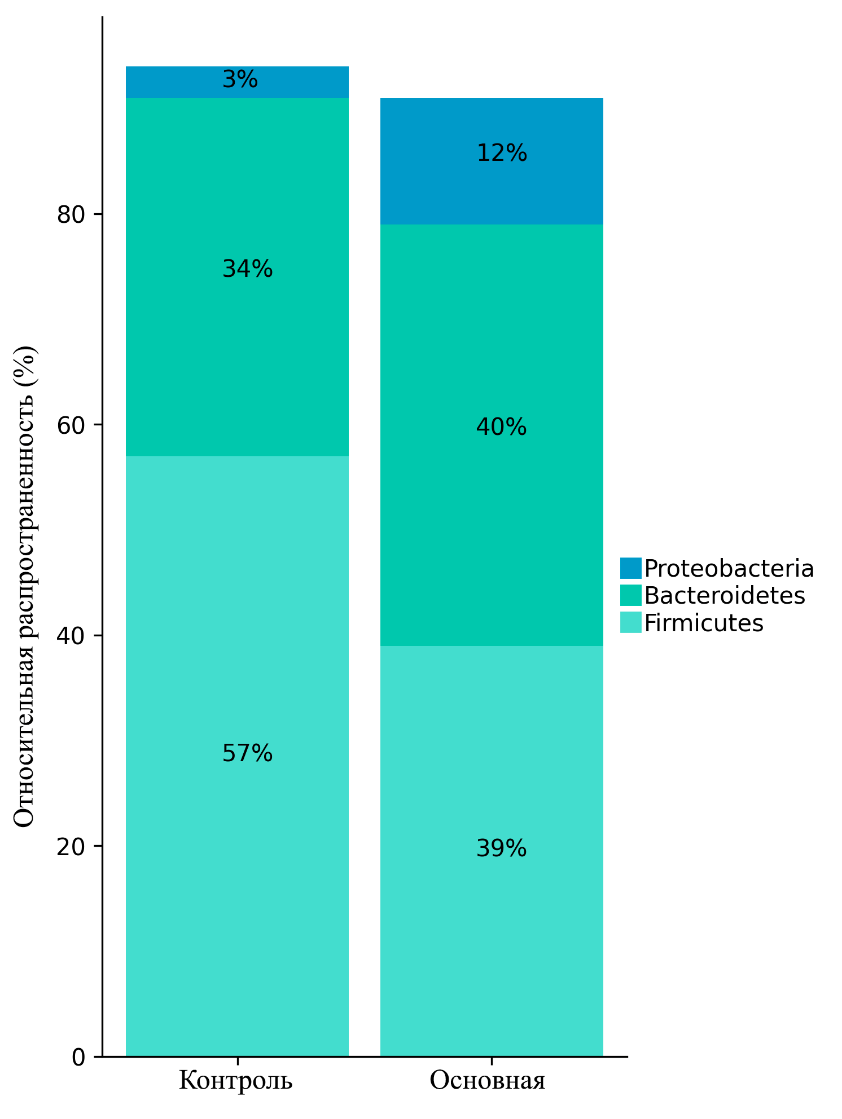 Относительная распространенность (%)
80
60
40
20
0
3%
34%
57%
12%
40%
39%
Контроль
Основная
Proteobacteria
Bacteroidetes
Firmicutes